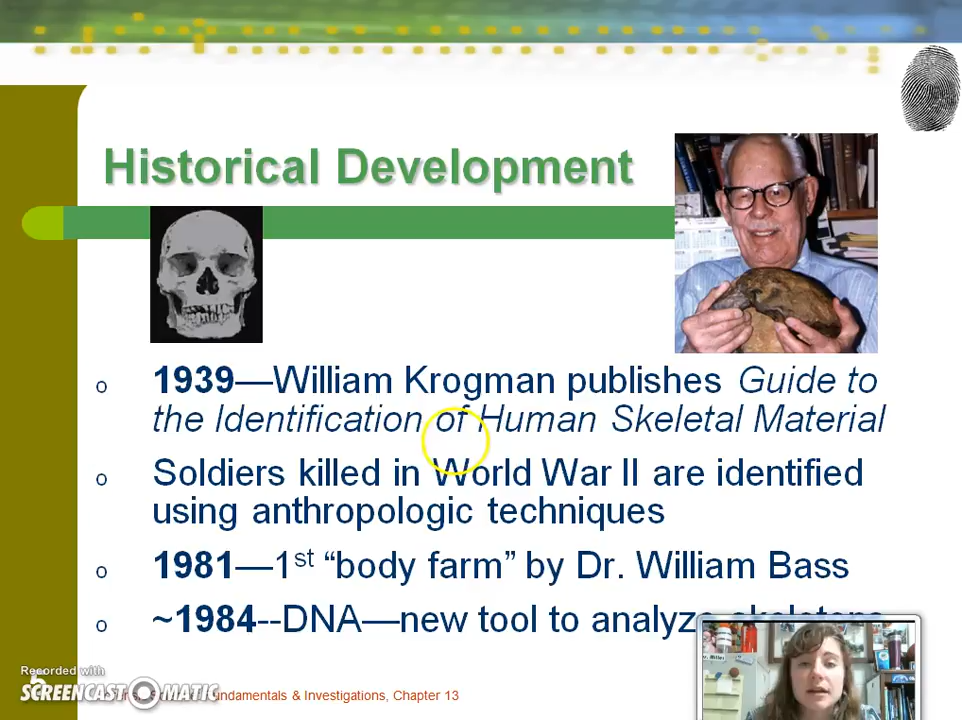 Historical Development
o 1939—William Krogman publishes Guide to
the Identification of Human Skeletal Material
o Soldiers killed in World War II are identified
using anthropologic techniques
o 1981—1st “body farm” by Dr. William Bass
o ~1984--DNA—new tool to analyze skeletons
Recorded with
SCREENCAST-O-MATIC
Fundamentals & Investigations, Chapter 13